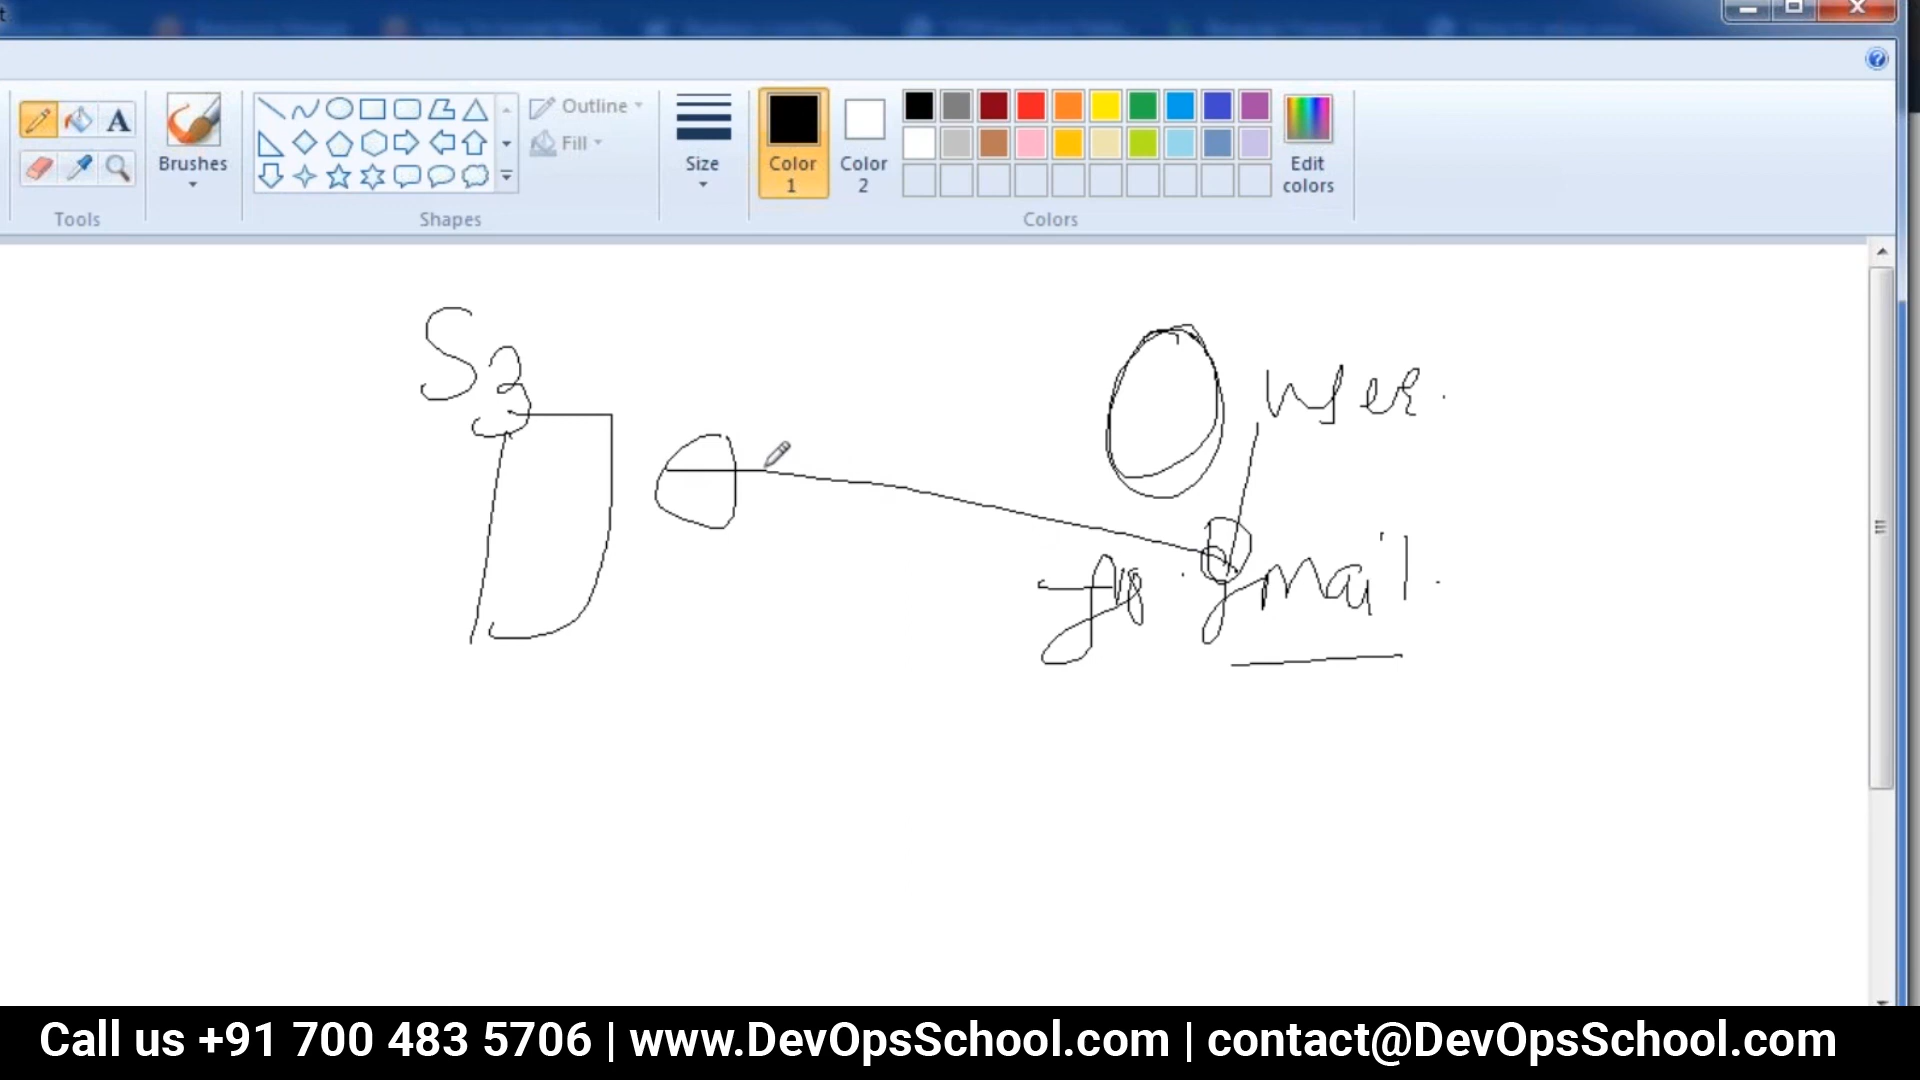 Brushes
Tools
Shapes
Outline
Fill
Size
Color 1
Color 2
Edit colors
Colors
S3
user.
gmail.
Call us +91 700 483 5706 | www.DevOpsSchool.com | contact@DevOpsSchool.com